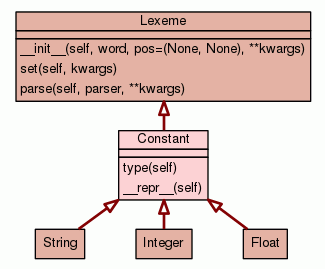 Lexeme
__init__(self, word, pos=(None, None), **kwargs)
set(self, kwargs)
parse(self, parser, **kwargs)
Constant
type(self)
__repr__(self)
String
Integer
Float